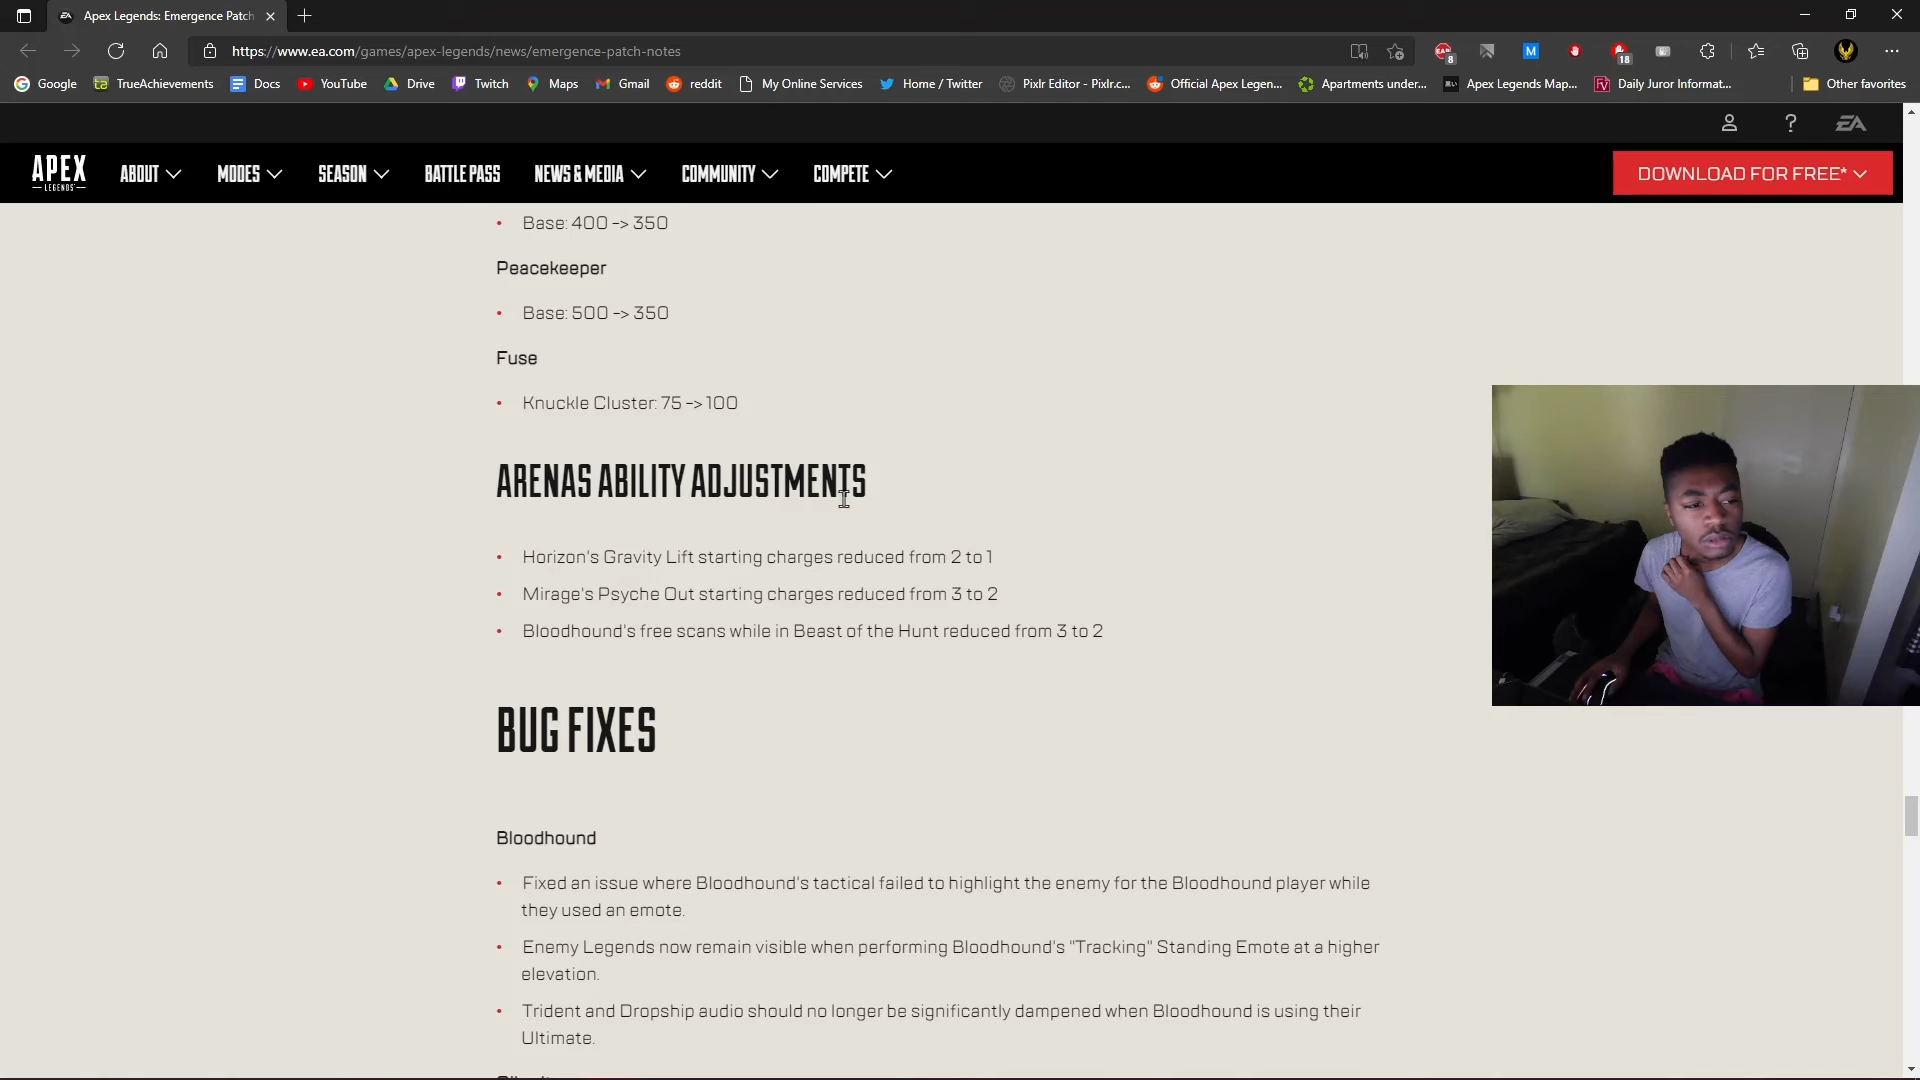 Apex Legends: Emergence Patch
https://www.ea.com/games/apex-legends/news/emergence-patch-notes
8
M
18
Google TrueAchievements Docs YouTube Drive Twitch Maps Gmail reddit My Online Services Home / Twitter Pixlr Editor - Pixlr.c... Official Apex Legen... Apartments under... Apex Legends Map... Daily Juror Informat... Other favorites
? EA
APEX LEGENDS ABOUT MODES SEASON BATTLE PASS NEWS & MEDIA COMMUNITY COMPETE DOWNLOAD FOR FREE*
• Base: 400 -> 350
Peacekeeper
• Base: 500 -> 350
Fuse
• Knuckle Cluster: 75 -> 100
ARENAS ABILITY ADJUSTMENTS
• Horizon's Gravity Lift starting charges reduced from 2 to 1
• Mirage's Psyche Out starting charges reduced from 3 to 2
• Bloodhound's free scans while in Beast of the Hunt reduced from 3 to 2
BUG FIXES
Bloodhound
• Fixed an issue where Bloodhound's tactical failed to highlight the enemy for the Bloodhound player while
they used an emote.
• Enemy Legends now remain visible when performing Bloodhound's "Tracking" Standing Emote at a higher
elevation.
• Trident and Dropship audio should no longer be significantly dampened when Bloodhound is using their
Ultimate.